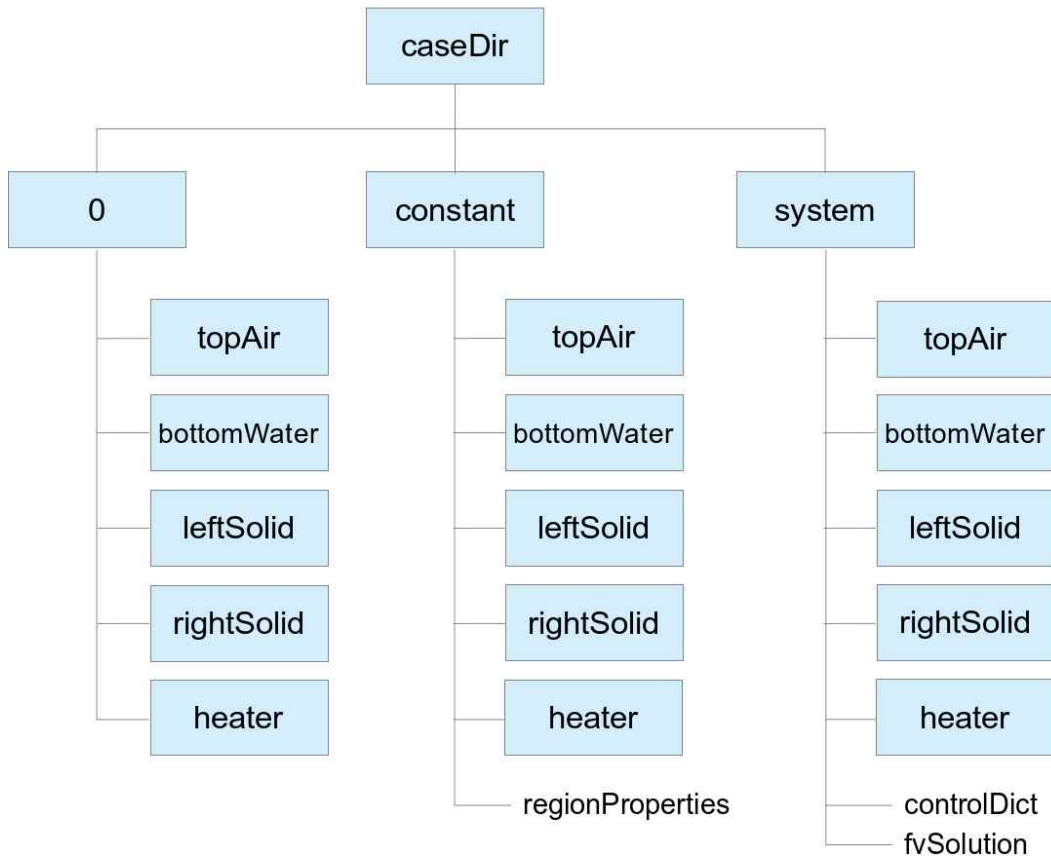 caseDir
0
constant
system
topAir
bottomWater
leftSolid
rightSolid
heater
topAir
bottomWater
leftSolid
rightSolid
heater
regionProperties
topAir
bottomWater
leftSolid
rightSolid
heater
controlDict
fvSolution